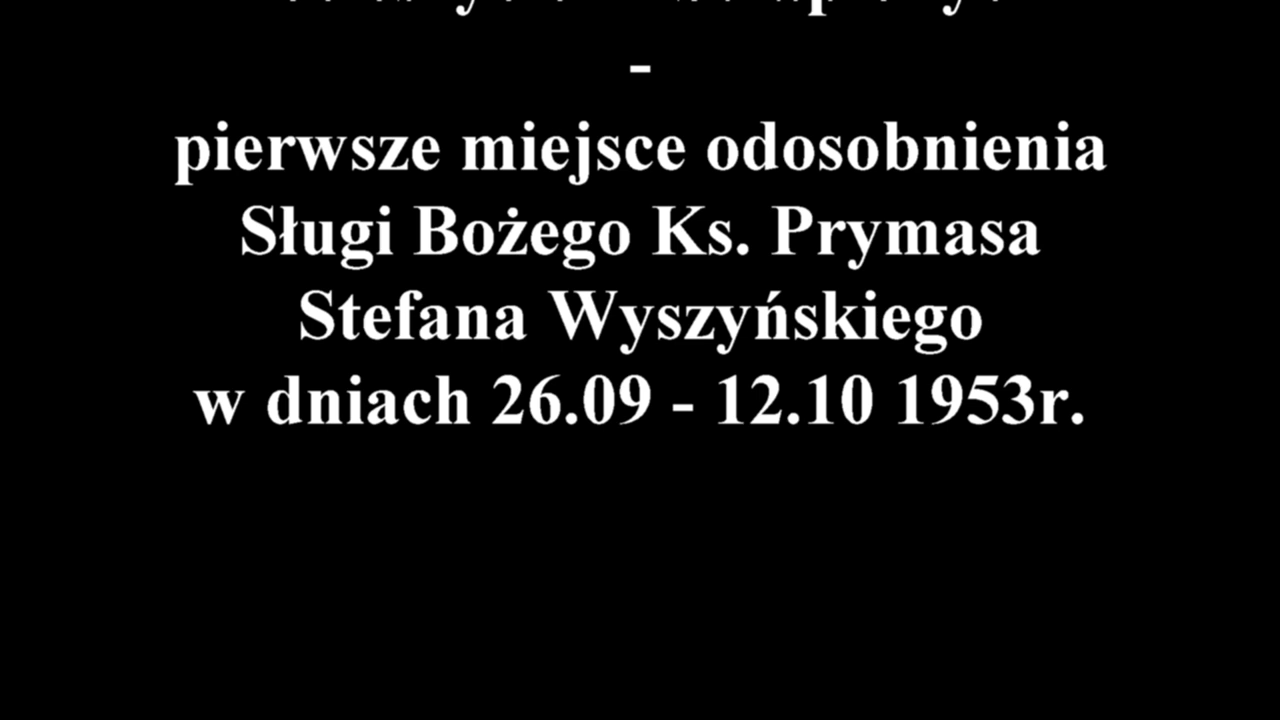 -
pierwsze miejsce odosobnienia
Sługi Bożego Ks. Prymasa
Stefana Wyszyńskiego
w dniach 26.09 - 12.10 1953r.